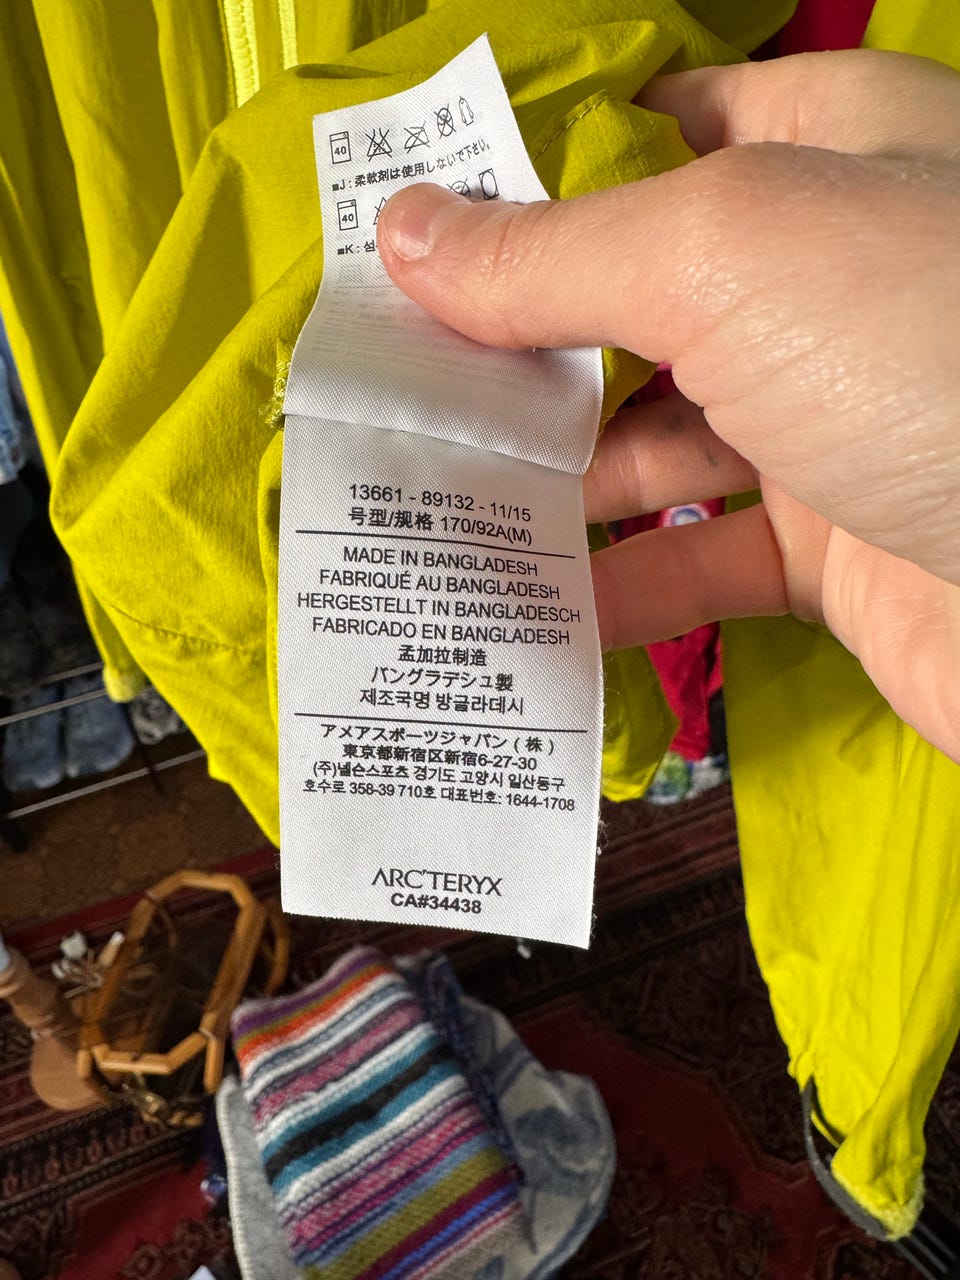 40
■J : 柔軟剤は使用しないで下さい。
40
■K : 섬
13661 - 89132 - 11/15
号型/规格 170/92A(M)
MADE IN BANGLADESH
FABRIQUÉ AU BANGLADESH
HERGESTELLT IN BANGLADESCH
FABRICADO EN BANGLADESH
孟加拉制造
バングラデシュ製
제조국명 방글라데시
アメアスポーツジャパン ( 株 )
東京都新宿区新宿6-27-30
(주)넬슨스포츠 경기도 고양시 일산동구
호수로 358-39 710호 대표번호: 1644-1708
ARC'TERYX
CA#34438